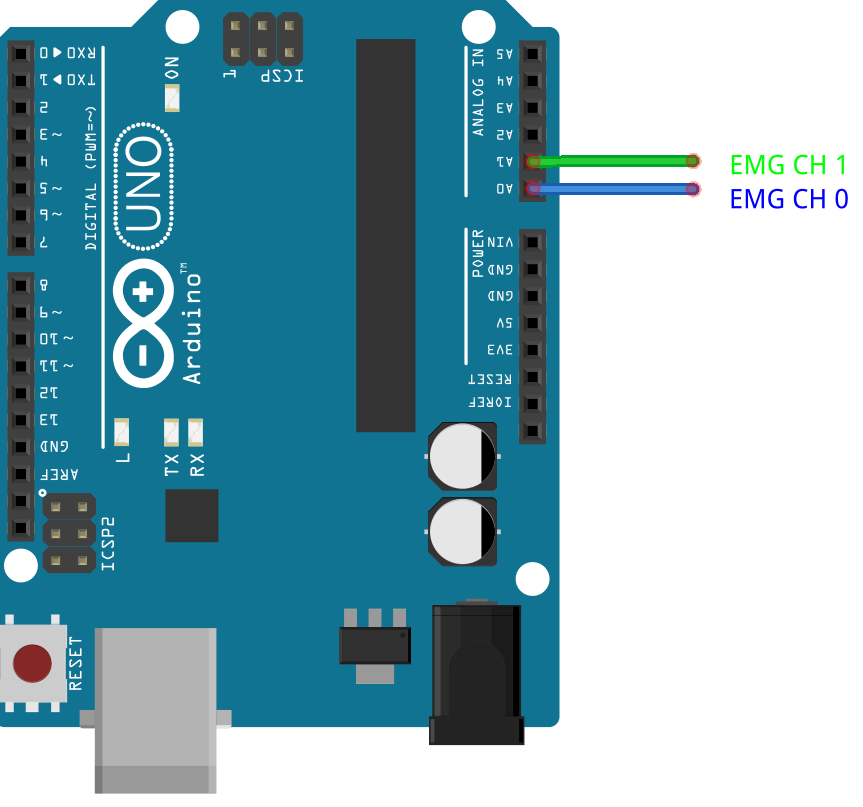 RX0 ◀ 0
TX0 ▶ 1
2
~3
4
~5
~6
7
DIGITAL (PWM=~)
8
~9
~10
~11
12
13
GND
AREF
ON
1
ICSP
UNO
Arduino™
L
TX
RX
ICSP2
RESET
ANALOG IN
A5
A4
A3
A2
A1
A0
POWER
VIN
GND
GND
5V
3V3
RESET
IOREF
EMG CH 1
EMG CH 0